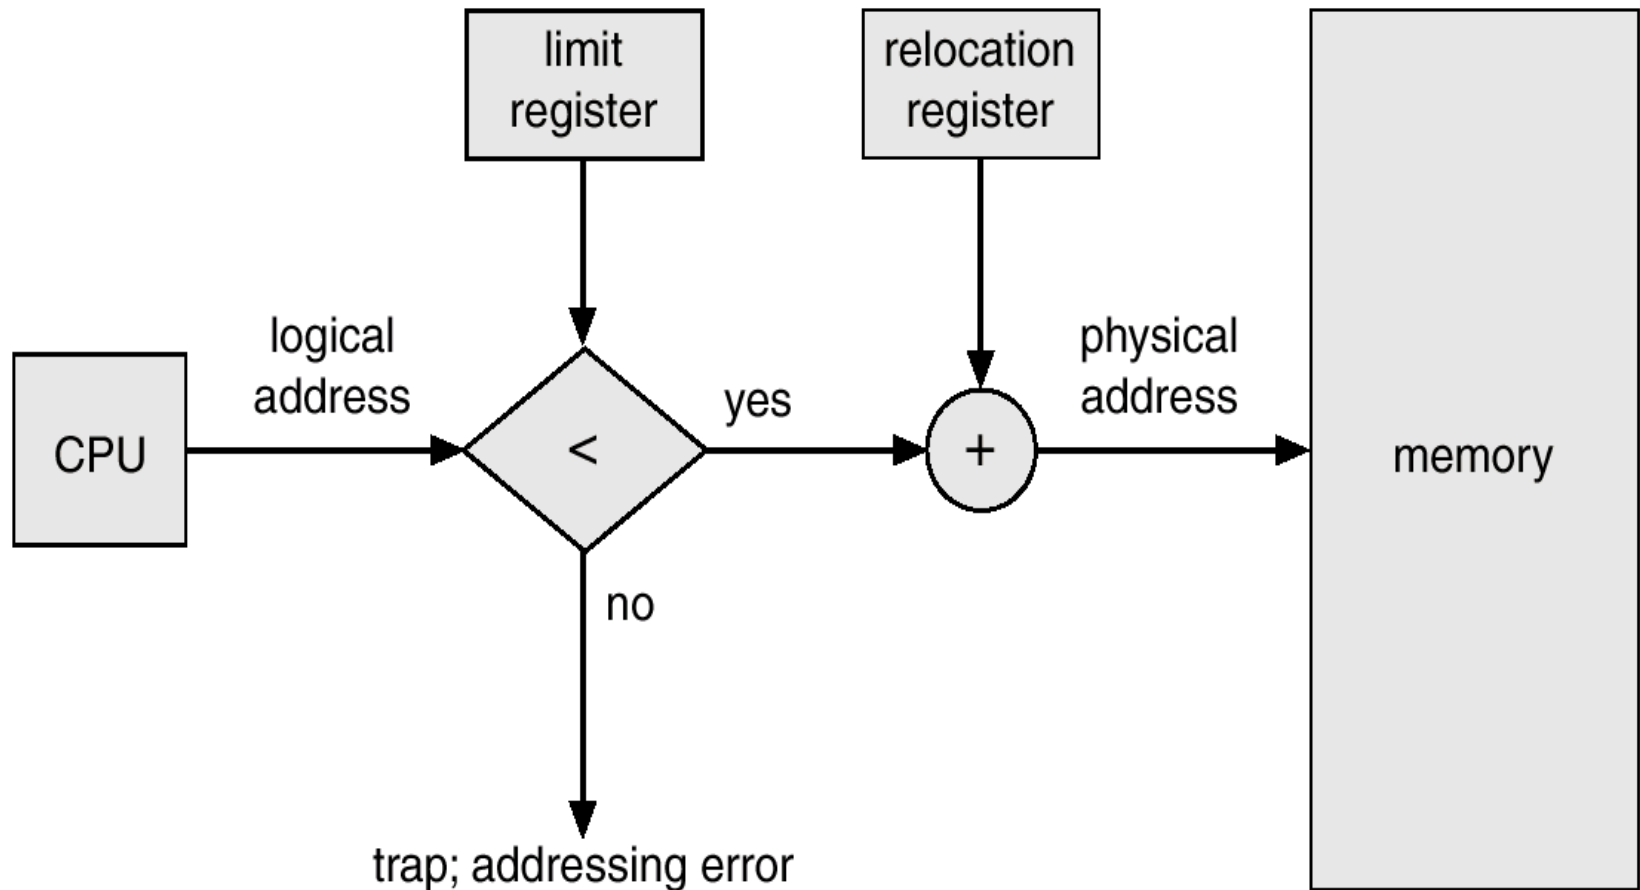 limit
register
relocation
register
logical
address
physical
address
CPU
<
yes
+
memory
no
trap; addressing error